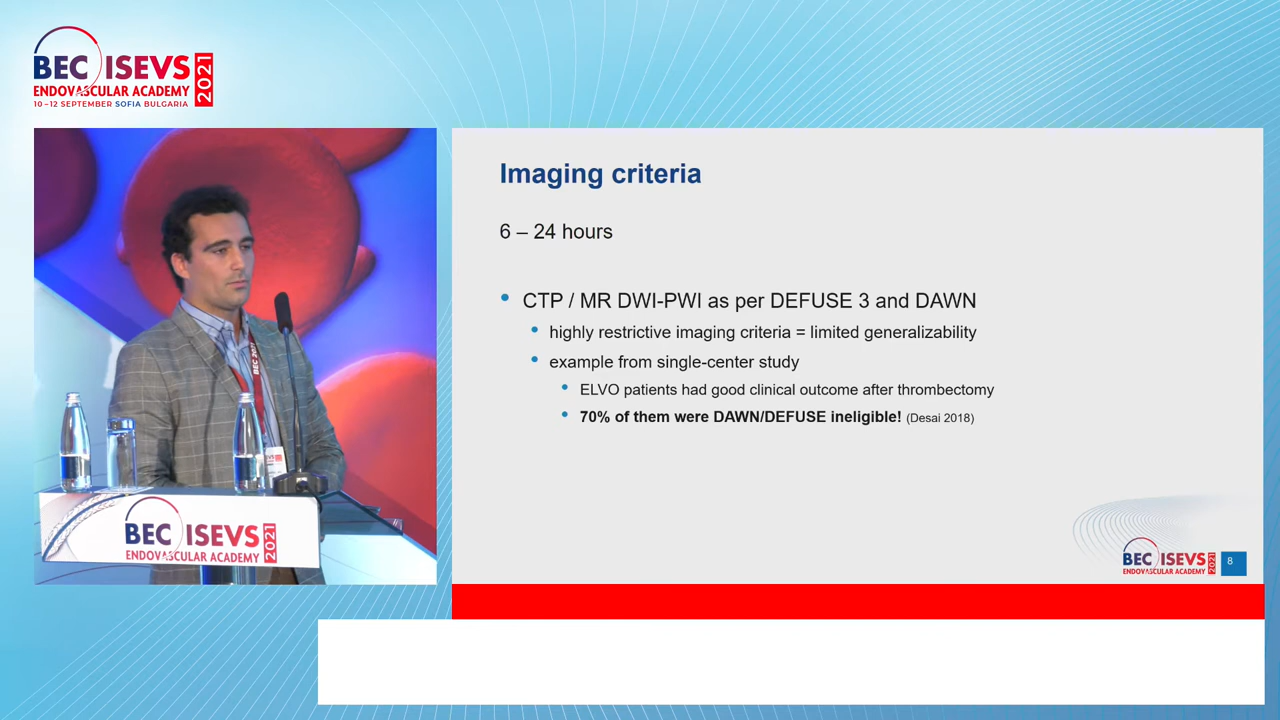 BEC ISEVS
ENDOVASCULAR ACADEMY
2021
10–12 SEPTEMBER SOFIA BULGARIA
BEC 2021
BEC ISEVS
ENDOVASCULAR ACADEMY
2021
Imaging criteria
6 – 24 hours
CTP / MR DWI-PWI as per DEFUSE 3 and DAWN
highly restrictive imaging criteria = limited generalizability
example from single-center study
ELVO patients had good clinical outcome after thrombectomy
70% of them were DAWN/DEFUSE ineligible! (Desai 2018)
BEC ISEVS
ENDOVASCULAR ACADEMY
2021
8